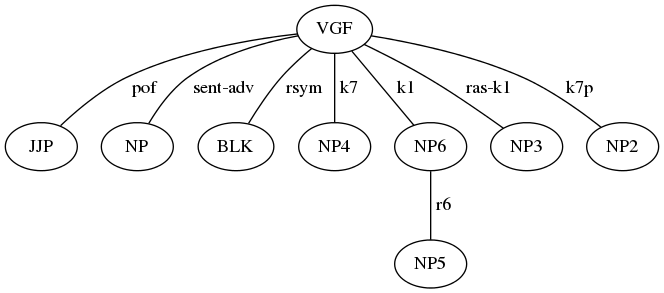 VGF
pof sent-adv rsym k7 k1 ras-k1 k7p
JJP NP BLK NP4 NP6 NP3 NP2
r6
NP5